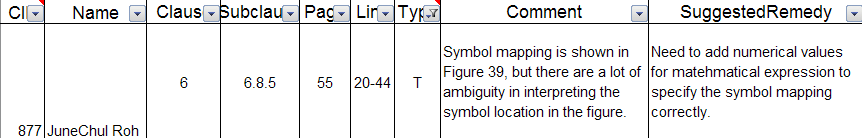 CI Name Claus Subclau Pag Lin Typ Comment SuggestedRemedy
Symbol mapping is shown in Need to add numerical values
Figure 39, but there are a lot of for matehmatical expression to
6 6.8.5 55 20-44 T ambiguity in interpreting the specify the symbol mapping
symbol location in the figure. correctly.
877 JuneChul Roh